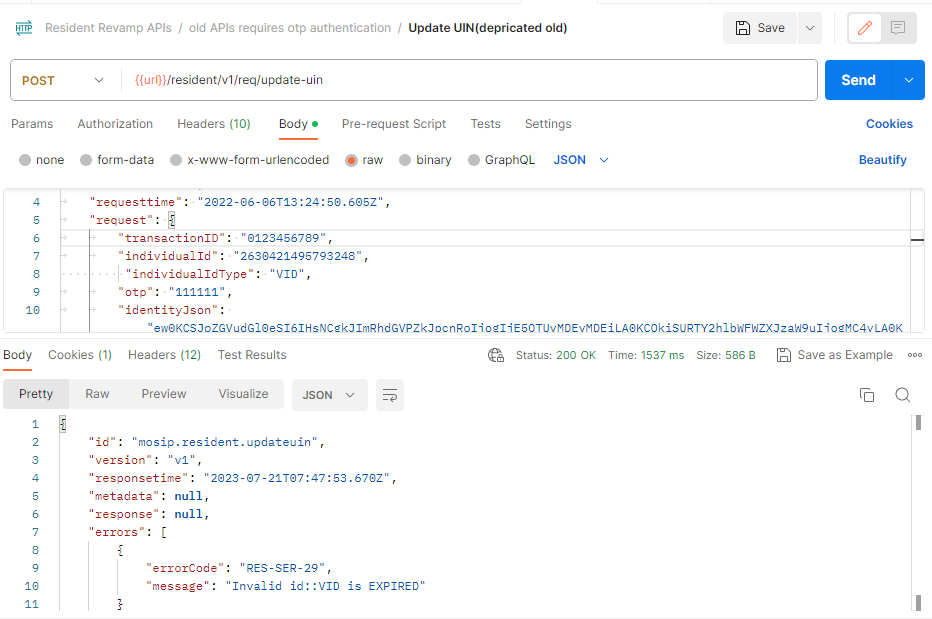 HTTP Resident Revamp APIs / old APIs requires otp authentication / Update UIN(depricated old) Save
POST {{url}}/resident/v1/req/update-uin Send
Params Authorization Headers (10) Body Pre-request Script Tests Settings Cookies
none form-data x-www-form-urlencoded raw binary GraphQL JSON Beautify
4 "requesttime": "2022-06-06T13:24:50.605Z",
5 "request": {
6 "transactionID": "0123456789",
7 "individualId": "2630421495793248",
8 "individualIdType": "VID",
9 "otp": "111111",
10 "identityJson":
Body Cookies (1) Headers (12) Test Results Status: 200 OK Time: 1537 ms Size: 586 B Save as Example
Pretty Raw Preview Visualize JSON
1 {
2 "id": "mosip.resident.updateuin",
3 "version": "v1",
4 "responsetime": "2023-07-21T07:47:53.670Z",
5 "metadata": null,
6 "response": null,
7 "errors": [
8 {
9 "errorCode": "RES-SER-29",
10 "message": "Invalid id::VID is EXPIRED"
11 }